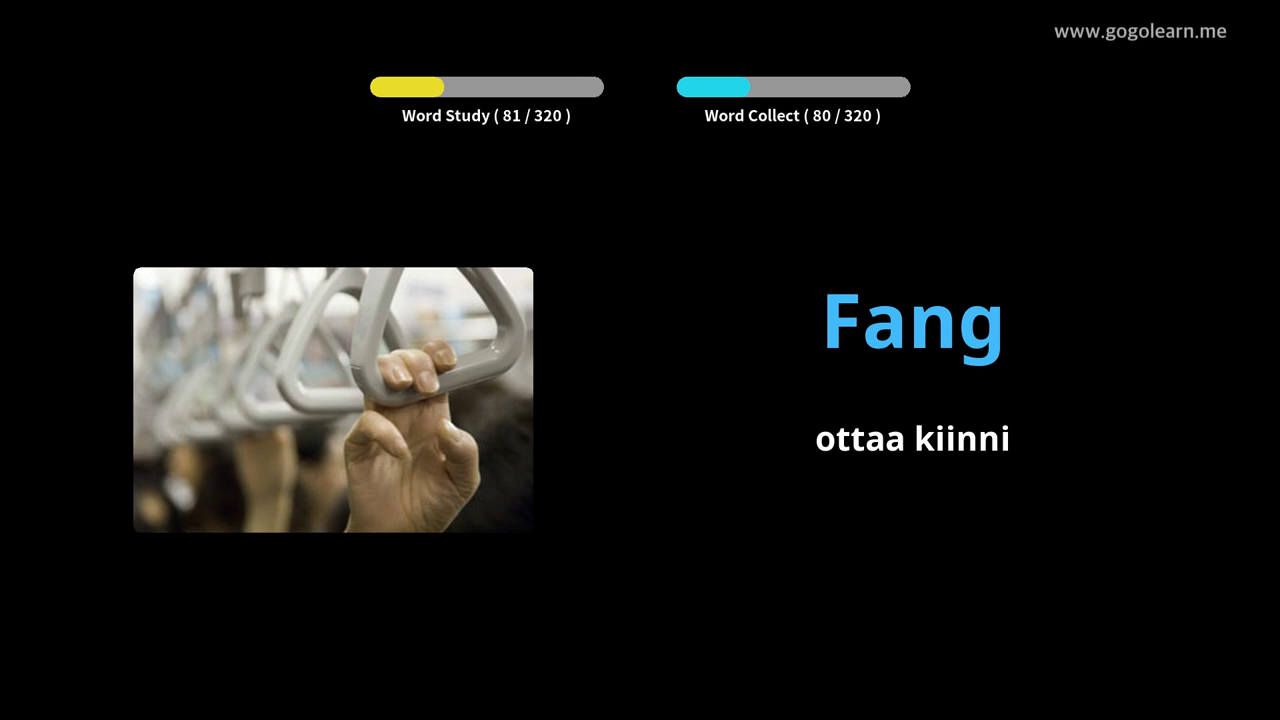 www.gogolearn.me
Word Study ( 81 / 320 )
Word Collect ( 80 / 320 )
Fang
ottaa kiinni